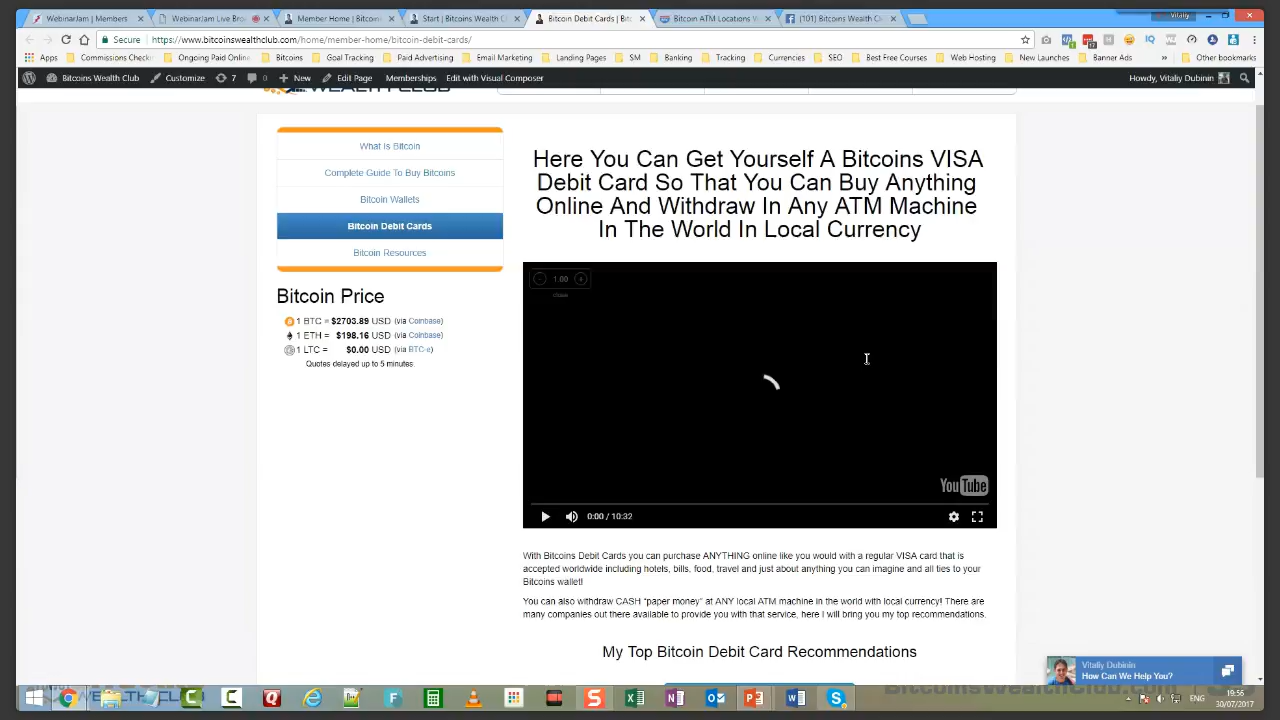 WebinarJam | Members
WebinarJam Live Bro
Member Home | Bitcoin
Start | Bitcoins Wealth C
Bitcoin Debit Cards | Bitc
Bitcoin ATM Locations W
(101) Bitcoins Wealth Cl
Vitaliy
Secure
https://www.bitcoinswealthclub.com/home/member-home/bitcoin-debit-cards/
Apps
Commissions Check
Ongoing Paid Online
Bitcoins
Goal Tracking
Paid Advertising
Email Marketing
Landing Pages
SM
Banking
Tracking
Currencies
SEO
Best Free Courses
Web Hosting
New Launches
Banner Ads
Other bookmarks
Bitcoins Wealth Club
Customize
7
0
New
Edit Page
Memberships
Edit with Visual Composer
Howdy, Vitaliy Dubinin
WEALTHCLUB
What Is Bitcoin
Complete Guide To Buy Bitcoins
Bitcoin Wallets
Bitcoin Debit Cards
Bitcoin Resources
Bitcoin Price
1 BTC = $2703.89 USD (via Coinbase)
1 ETH = $198.16 USD (via Coinbase)
1 LTC = $0.00 USD (via BTC-e)
Quotes delayed up to 5 minutes.
Here You Can Get Yourself A Bitcoins VISA
Debit Card So That You Can Buy Anything
Online And Withdraw In Any ATM Machine
In The World In Local Currency
1.00
close
YouTube
0:00 / 10:32
With Bitcoins Debit Cards you can purchase ANYTHING online like you would with a regular VISA card that is
accepted worldwide including hotels, bills, food, travel and just about anything you can imagine and all ties to your
Bitcoins wallet!
You can also withdraw CASH “paper money” at ANY local ATM machine in the world with local currency! There are
many companies out there available to provide you with that service, here I will bring you my top recommendations.
My Top Bitcoin Debit Card Recommendations
Vitaliy Dubinin
How Can We Help You?
ENG
19:56
30/07/2017